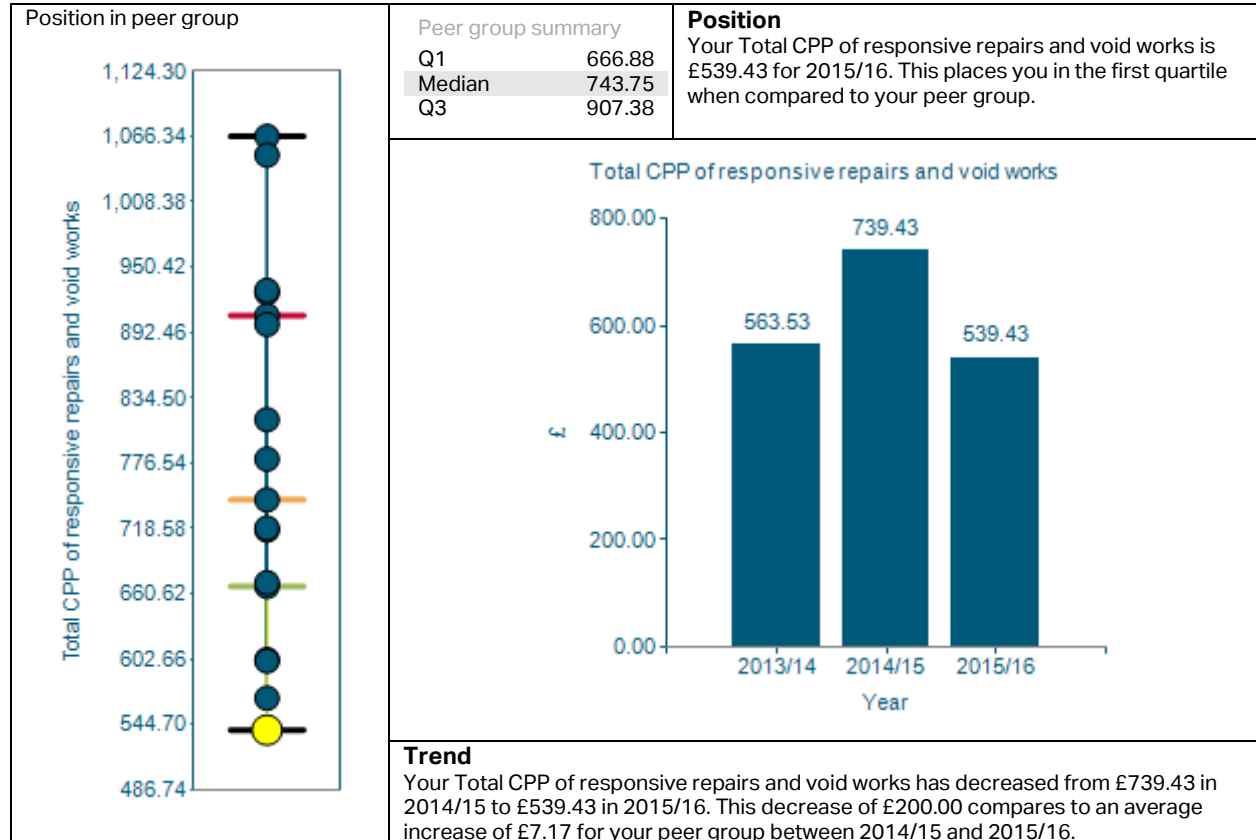 Position in peer group
1,124.30
1,066.34
1,008.38
950.42
892.46
834.50
776.54
718.58
660.62
602.66
544.70
486.74
Total CPP of responsive repairs and void works
Peer group summary
Q1 666.88
Median 743.75
Q3 907.38
Position
Your Total CPP of responsive repairs and void works is
£539.43 for 2015/16. This places you in the first quartile
when compared to your peer group.
Total CPP of responsive repairs and void works
800.00
600.00
400.00
200.00
0.00
£
563.53
739.43
539.43
2013/14 2014/15 2015/16
Year
Trend
Your Total CPP of responsive repairs and void works has decreased from £739.43 in
2014/15 to £539.43 in 2015/16. This decrease of £200.00 compares to an average
increase of £7.17 for your peer group between 2014/15 and 2015/16.